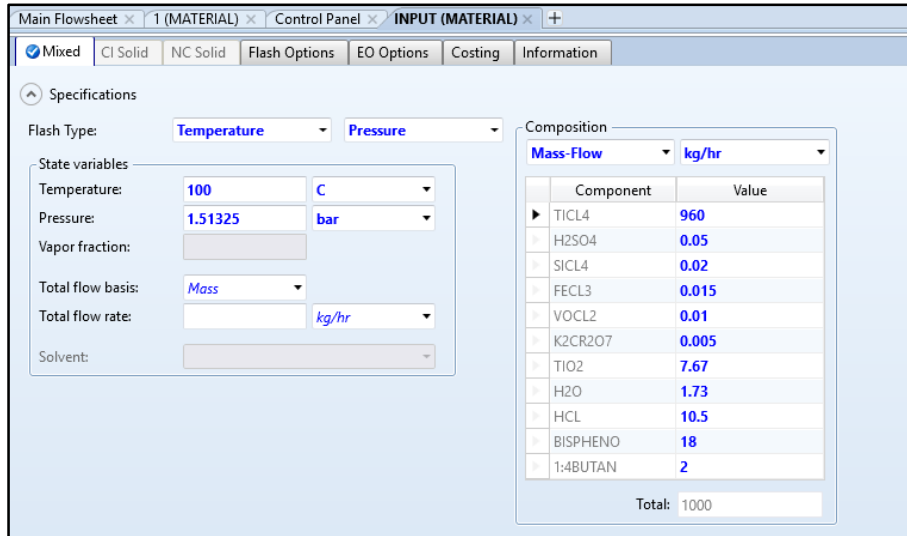 Main Flowsheet × 1 (MATERIAL) × Control Panel × INPUT (MATERIAL) × +
Mixed CI Solid NC Solid Flash Options EO Options Costing Information
Specifications
Flash Type: Temperature Pressure
State variables
Temperature: 100 C
Pressure: 1.51325 bar
Vapor fraction:
Total flow basis: Mass
Total flow rate: kg/hr
Solvent:
Composition
Mass-Flow kg/hr
Component Value
TICL4 960
H2SO4 0.05
SICL4 0.02
FECL3 0.015
VOCL2 0.01
K2CR2O7 0.005
TIO2 7.67
H2O 1.73
HCL 10.5
BISPHENO 18
1:4BUTAN 2
Total: 1000